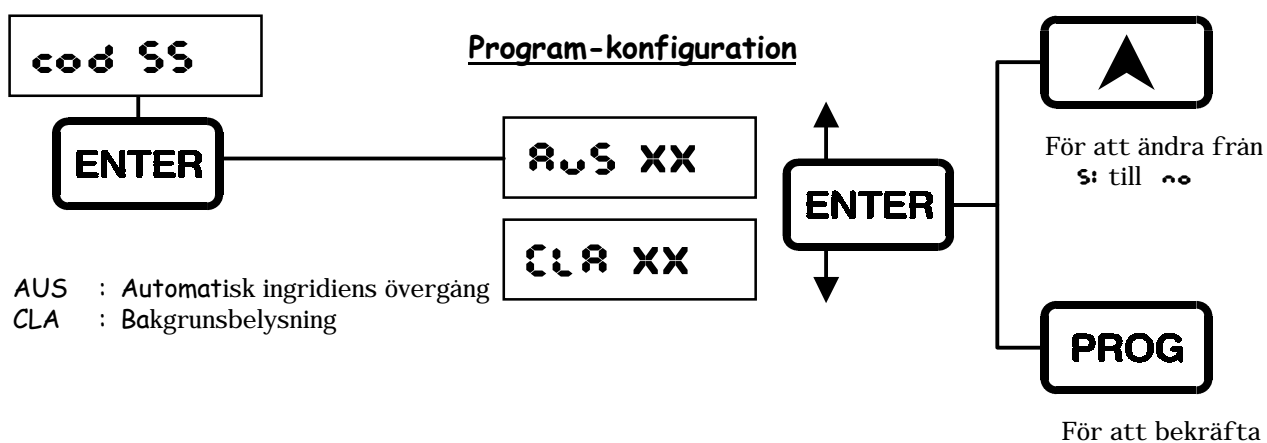 cod SS
Program-konfiguration
ENTER
AuS XX
ENTER
För att ändra från
Si till no
CLA XX
AUS : Automatisk ingridiens övergång
CLA : Bakgrunsbelysning
PROG
För att bekräfta